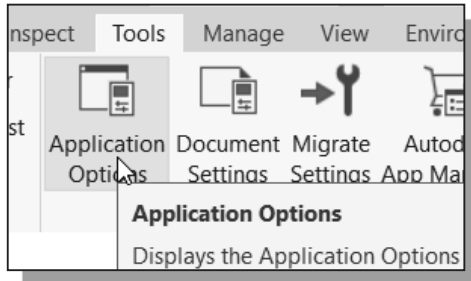 nspect Tools Manage View Enviro
r
st
Application Document Migrate Autod
Options Settings Settings App Ma
Application Options
Displays the Application Options